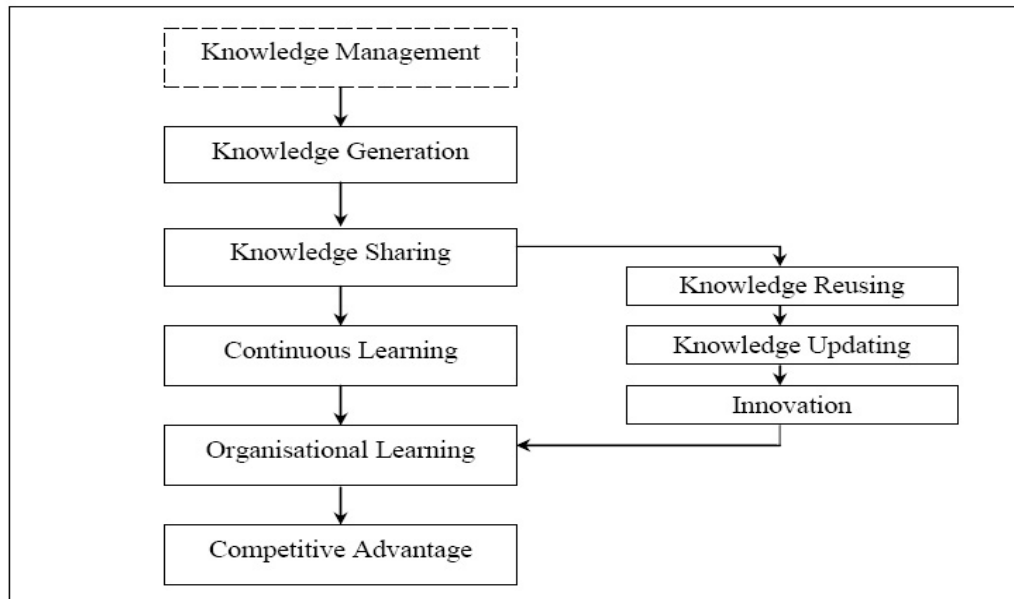 Knowledge Management
Knowledge Generation
Knowledge Sharing
Knowledge Reusing
Continuous Learning
Knowledge Updating
Innovation
Organisational Learning
Competitive Advantage